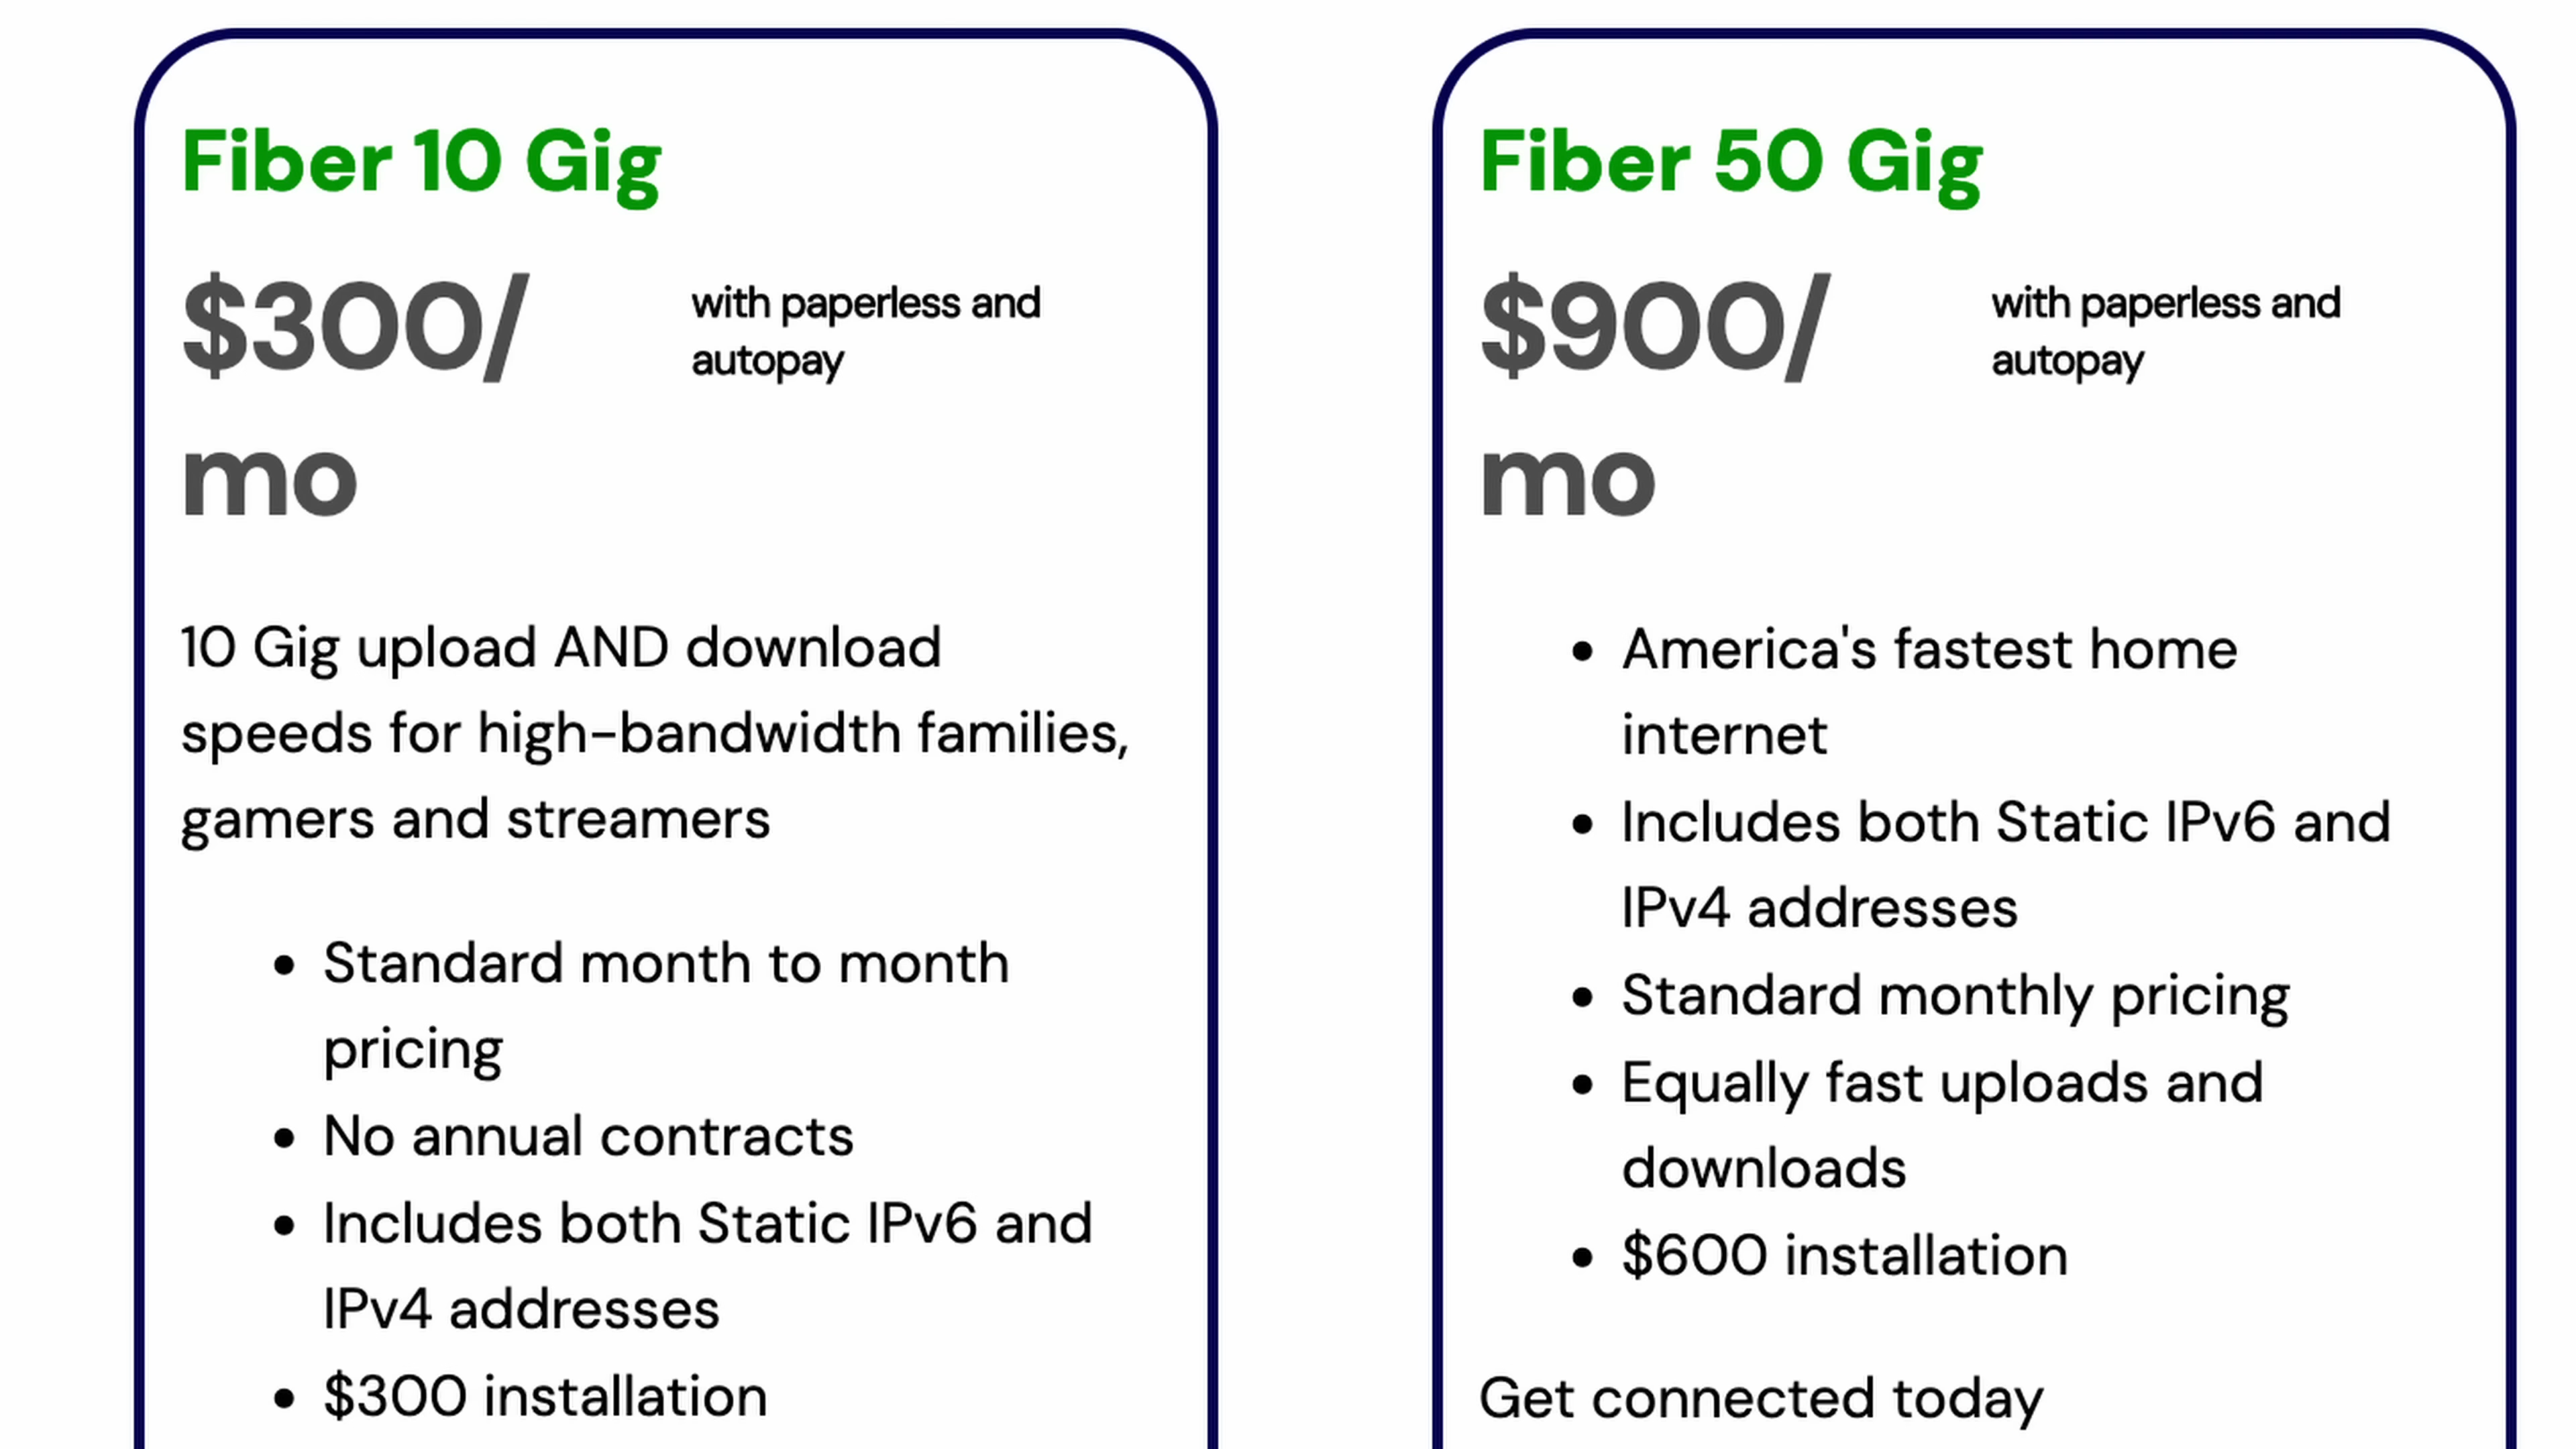 Fiber 10 Gig
$300/
mo
with paperless and
autopay
10 Gig upload AND download
speeds for high-bandwidth families,
gamers and streamers
• Standard month to month
pricing
• No annual contracts
• Includes both Static IPv6 and
IPv4 addresses
• $300 installation
Fiber 50 Gig
$900/
mo
with paperless and
autopay
• America's fastest home
internet
• Includes both Static IPv6 and
IPv4 addresses
• Standard monthly pricing
• Equally fast uploads and
downloads
• $600 installation
Get connected today